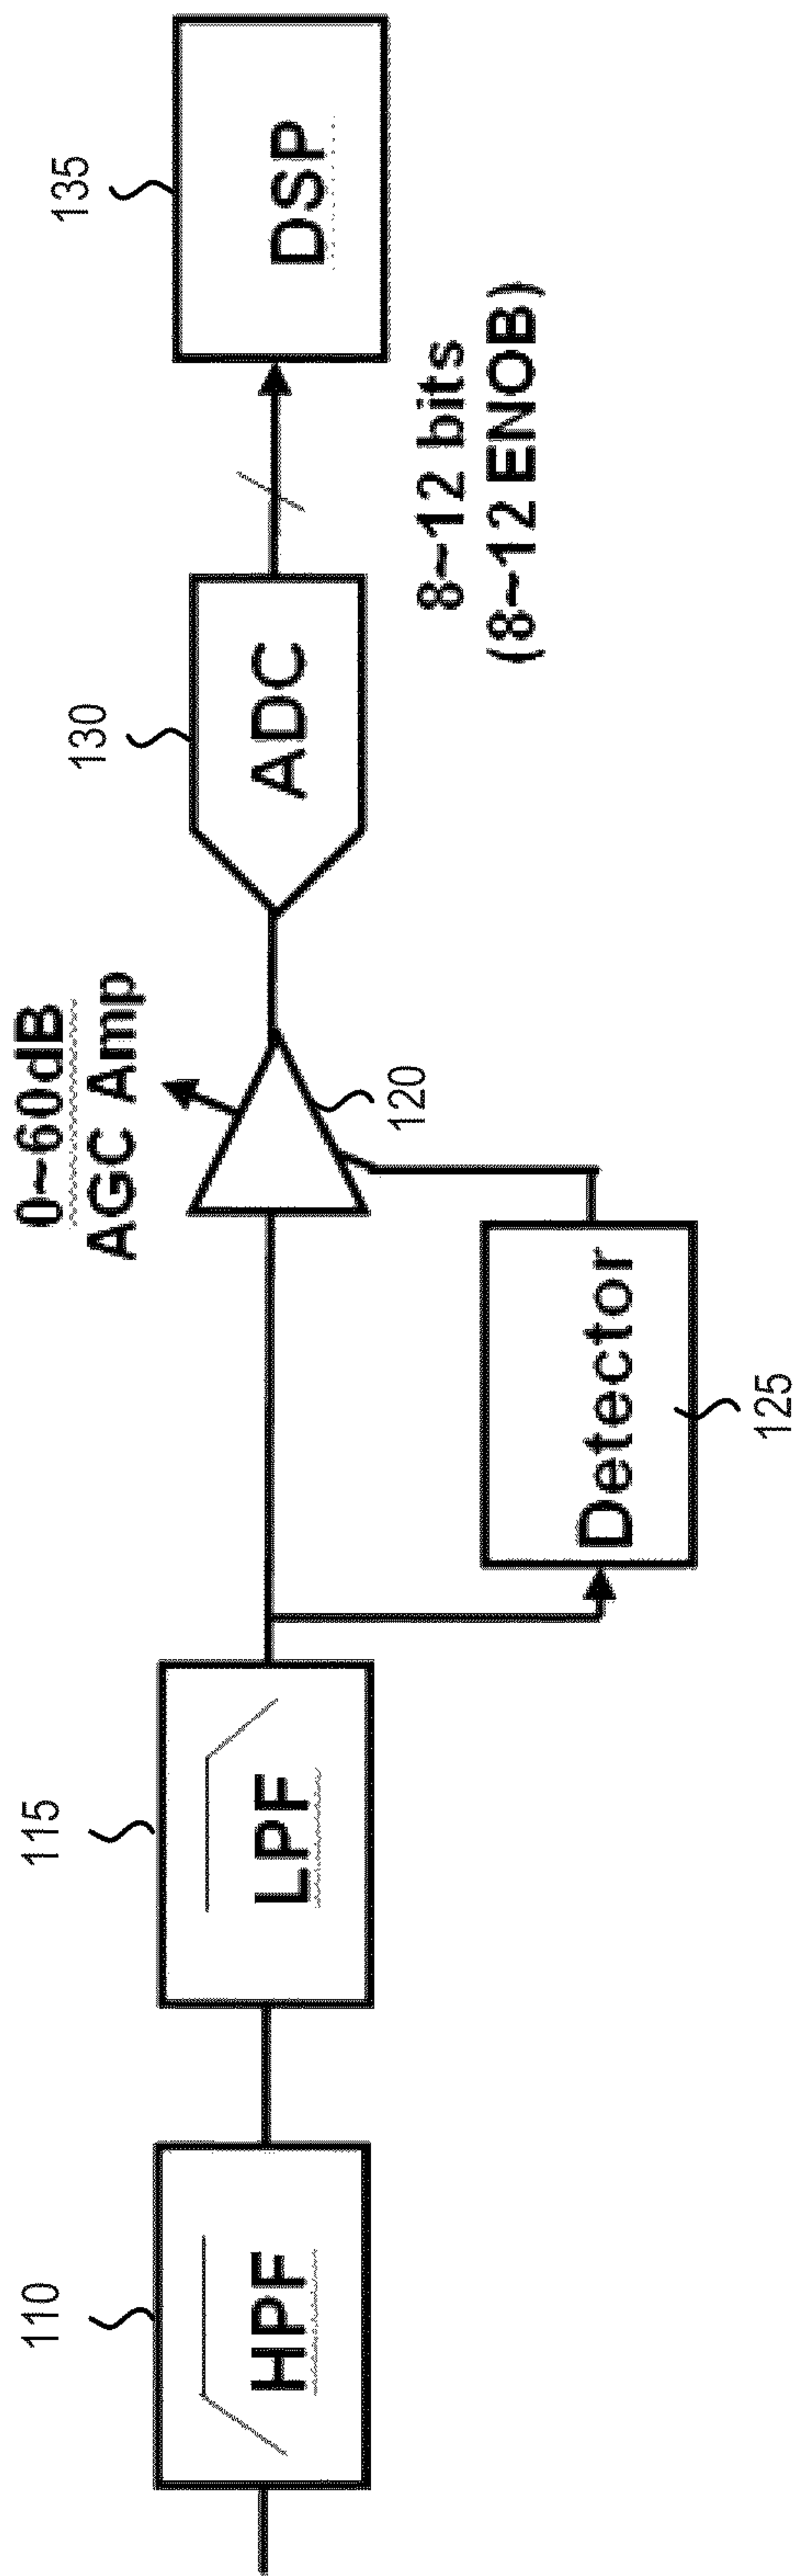 110
HPF
115
LPF
125
Detector
120
0~60dB
AGC Amp
130
ADC
8~12 bits
(8~12 ENOB)
135
DSP